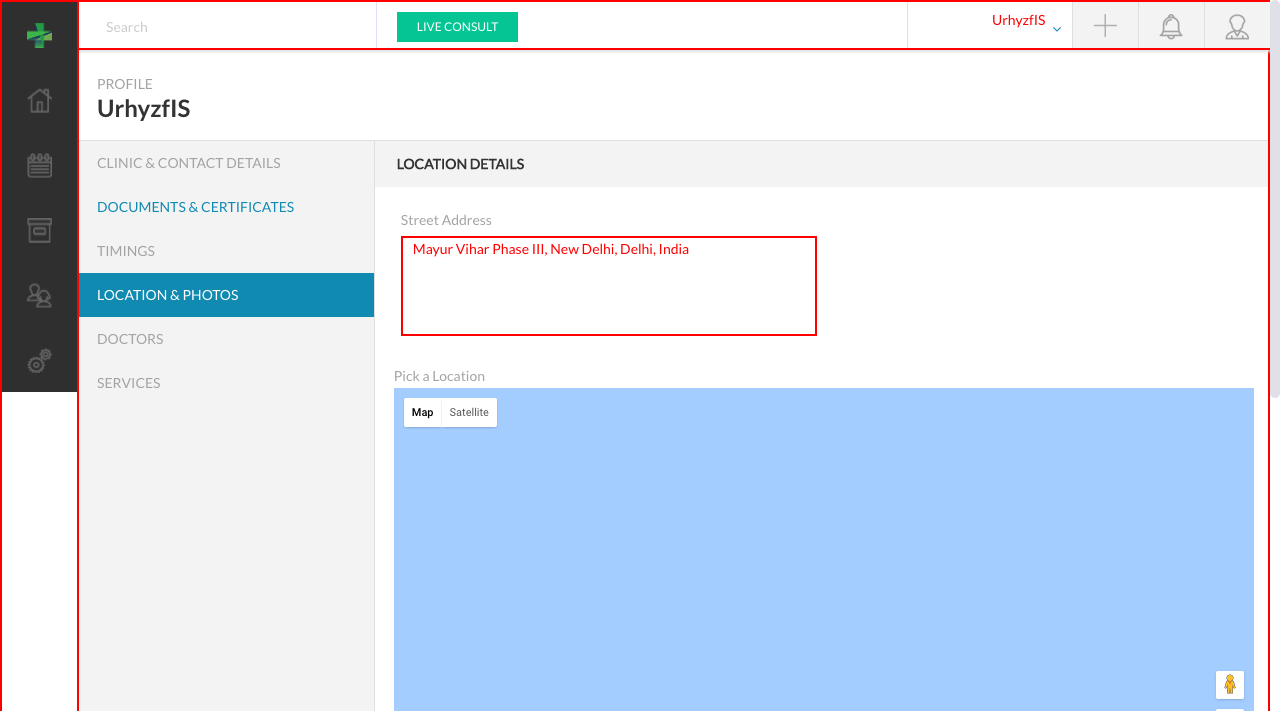 Search
LIVE CONSULT
UrhyzfIS
PROFILE
UrhyzfIS
CLINIC & CONTACT DETAILS
DOCUMENTS & CERTIFICATES
TIMINGS
LOCATION & PHOTOS
DOCTORS
SERVICES
LOCATION DETAILS
Street Address
Mayur Vihar Phase III, New Delhi, Delhi, India
Pick a Location
Map Satellite